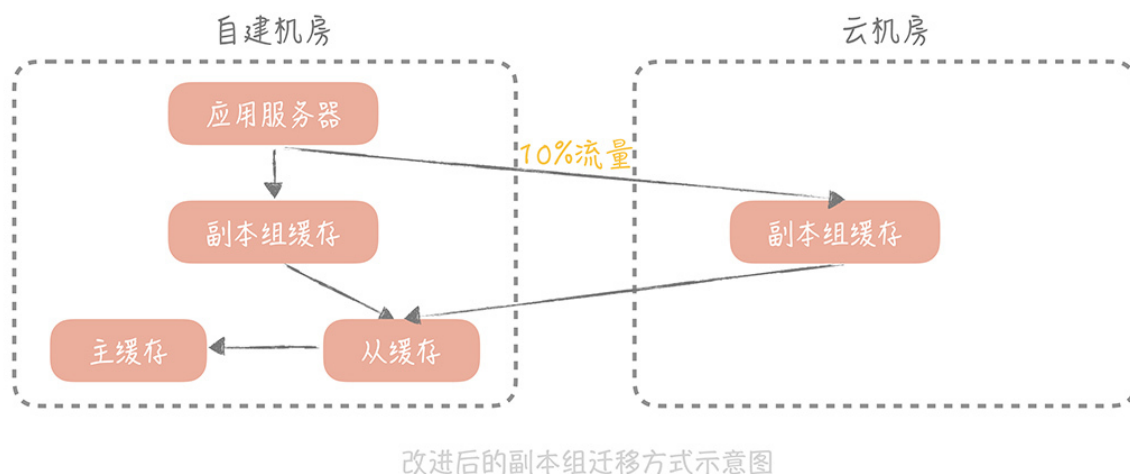 自建机房
云机房
应用服务器
10%流量
副本组缓存
副本组缓存
主缓存
从缓存
改进后的副本组迁移方式示意图